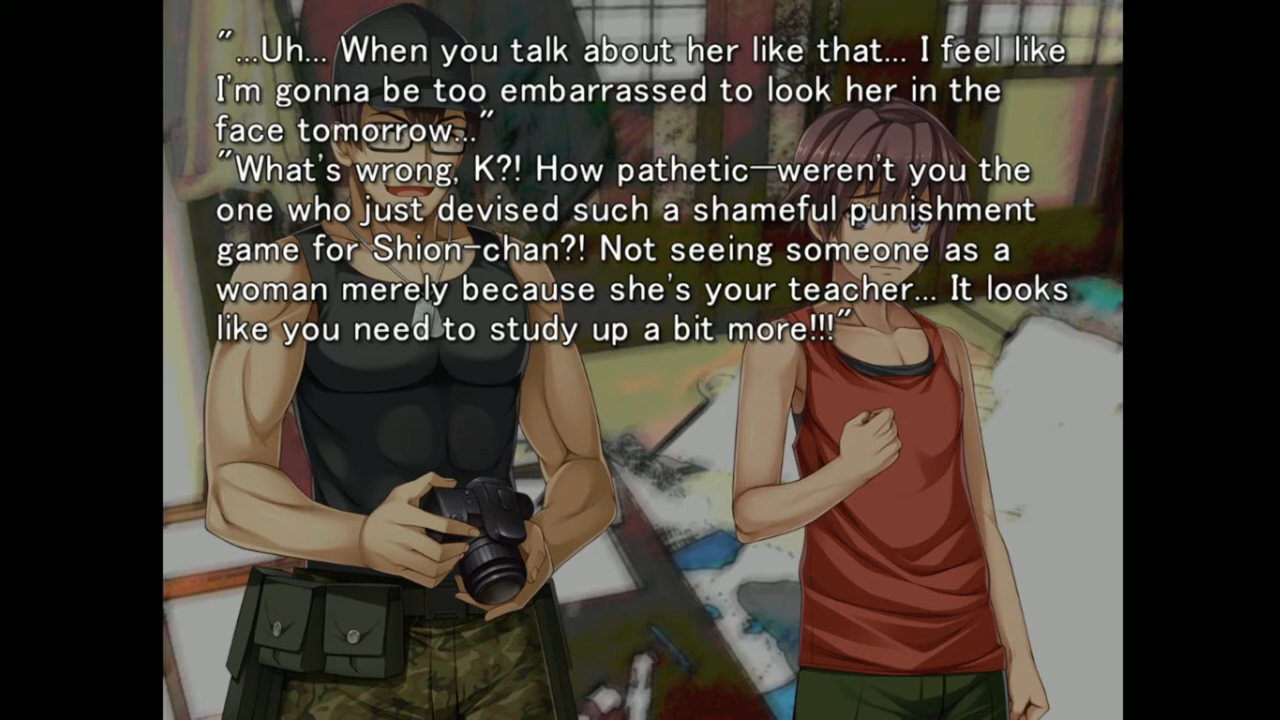 "...Uh... When you talk about her like that... I feel like
I'm gonna be too embarrassed to look her in the
face tomorrow..."
"What's wrong, K?! How pathetic—weren't you the
one who just devised such a shameful punishment
game for Shion-chan?! Not seeing someone as a
woman merely because she's your teacher... It looks
like you need to study up a bit more!!!"